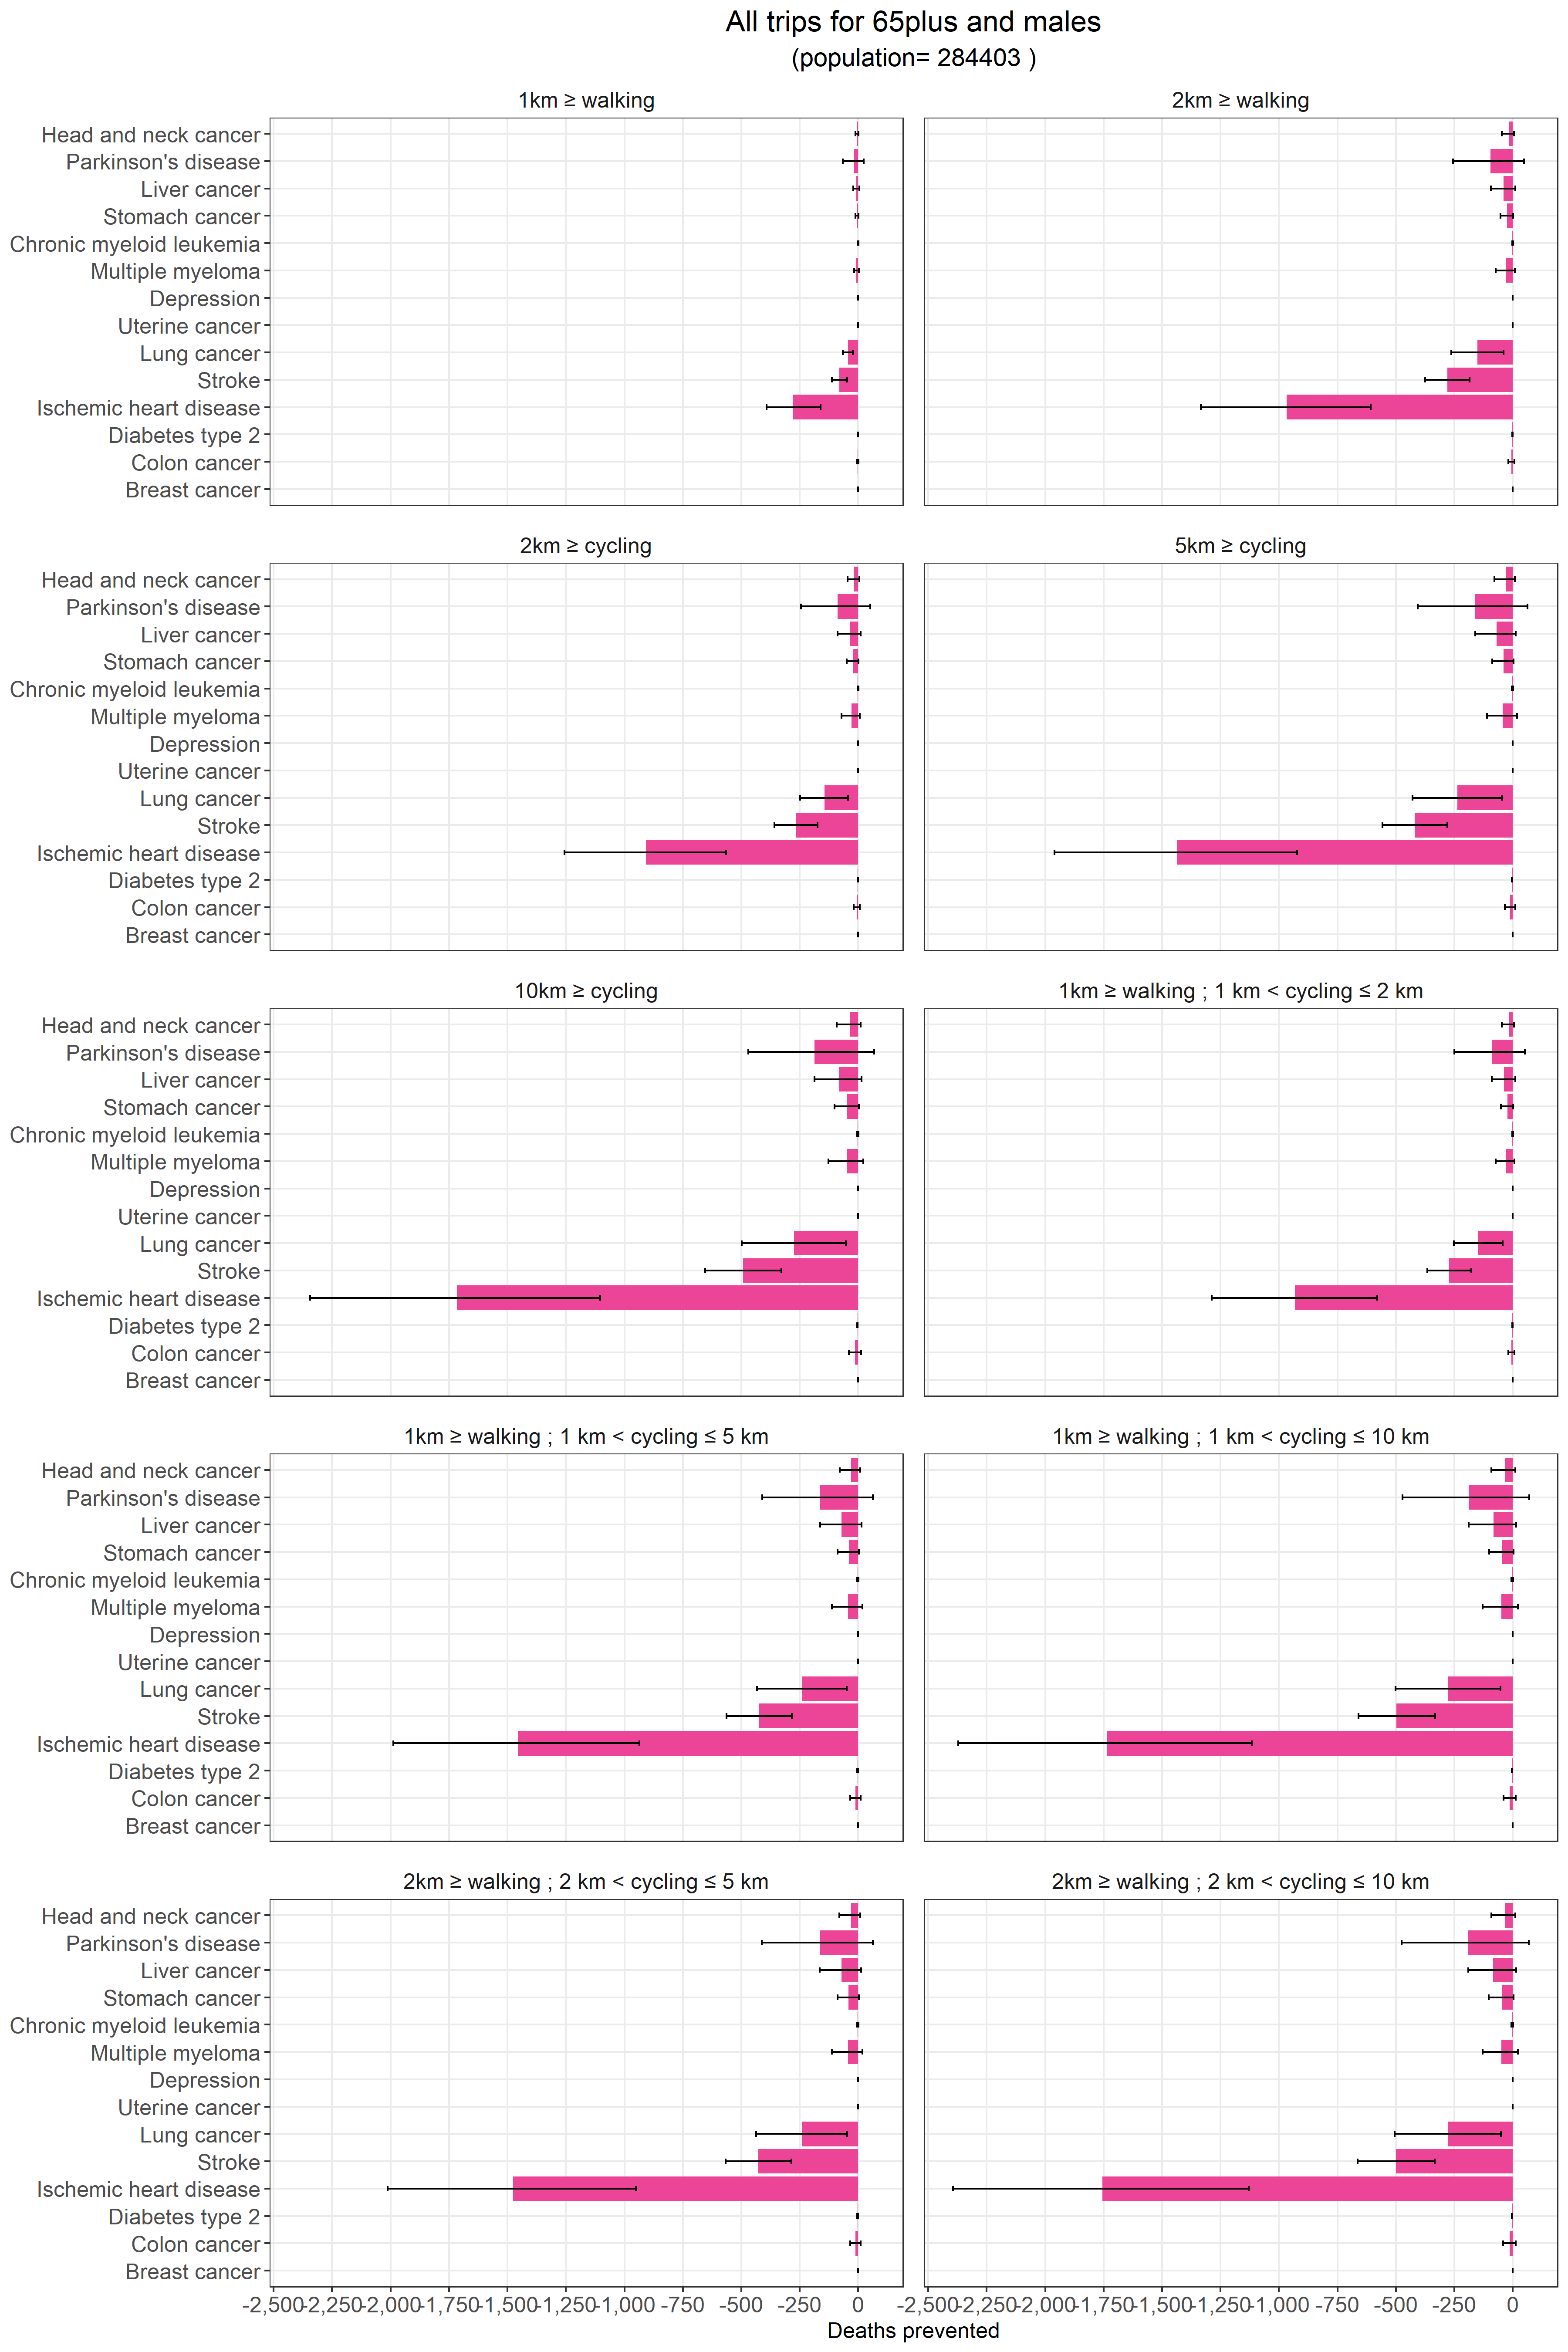 All trips for 65plus and males
(population= 284403 )
1km ≥ walking
2km ≥ walking
Head and neck cancer
Parkinson's disease
Liver cancer
Stomach cancer
Chronic myeloid leukemia
Multiple myeloma
Depression
Uterine cancer
Lung cancer
Stroke
Ischemic heart disease
Diabetes type 2
Colon cancer
Breast cancer
2km ≥ cycling
5km ≥ cycling
Head and neck cancer
Parkinson's disease
Liver cancer
Stomach cancer
Chronic myeloid leukemia
Multiple myeloma
Depression
Uterine cancer
Lung cancer
Stroke
Ischemic heart disease
Diabetes type 2
Colon cancer
Breast cancer
10km ≥ cycling
1km ≥ walking ; 1 km < cycling ≤ 2 km
Head and neck cancer
Parkinson's disease
Liver cancer
Stomach cancer
Chronic myeloid leukemia
Multiple myeloma
Depression
Uterine cancer
Lung cancer
Stroke
Ischemic heart disease
Diabetes type 2
Colon cancer
Breast cancer
1km ≥ walking ; 1 km < cycling ≤ 5 km
1km ≥ walking ; 1 km < cycling ≤ 10 km
Head and neck cancer
Parkinson's disease
Liver cancer
Stomach cancer
Chronic myeloid leukemia
Multiple myeloma
Depression
Uterine cancer
Lung cancer
Stroke
Ischemic heart disease
Diabetes type 2
Colon cancer
Breast cancer
2km ≥ walking ; 2 km < cycling ≤ 5 km
2km ≥ walking ; 2 km < cycling ≤ 10 km
Head and neck cancer
Parkinson's disease
Liver cancer
Stomach cancer
Chronic myeloid leukemia
Multiple myeloma
Depression
Uterine cancer
Lung cancer
Stroke
Ischemic heart disease
Diabetes type 2
Colon cancer
Breast cancer
-2,500 -2,250 -2,000 -1,750 -1,500 -1,250 -1,000 -750 -500 -250 0
-2,500 -2,250 -2,000 -1,750 -1,500 -1,250 -1,000 -750 -500 -250 0
Deaths prevented